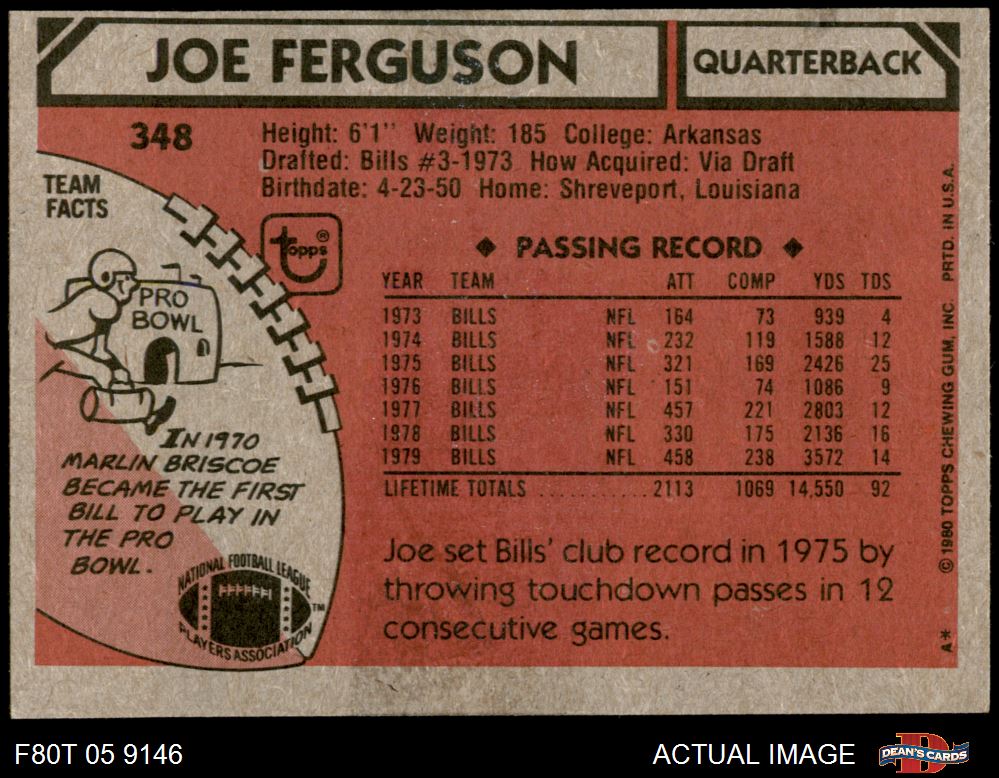 JOE FERGUSON
QUARTERBACK
348
Height: 6'1" Weight: 185 College: Arkansas
Drafted: Bills #3-1973 How Acquired: Via Draft
Birthdate: 4-23-50 Home: Shreveport, Louisiana
TEAM
FACTS
topps®
PRO
BOWL
IN 1970
MARLIN BRISCOE
BECAME THE FIRST
BILL TO PLAY IN
THE PRO
BOWL.
NATIONAL FOOTBALL LEAGUE
PLAYERS ASSOCIATION
TM
◆ PASSING RECORD ◆
YEAR TEAM ATT COMP YDS TDS
1973 BILLS NFL 164 73 939 4
1974 BILLS NFL 232 119 1588 12
1975 BILLS NFL 321 169 2426 25
1976 BILLS NFL 151 74 1086 9
1977 BILLS NFL 457 221 2803 12
1978 BILLS NFL 330 175 2136 16
1979 BILLS NFL 458 238 3572 14
LIFETIME TOTALS .......... 2113 1069 14,550 92
Joe set Bills' club record in 1975 by
throwing touchdown passes in 12
consecutive games.
A* © 1980 TOPPS CHEWING GUM, INC. PRTD. IN U.S.A.
F80T 05 9146
ACTUAL IMAGE
D
DEAN'S CARDS